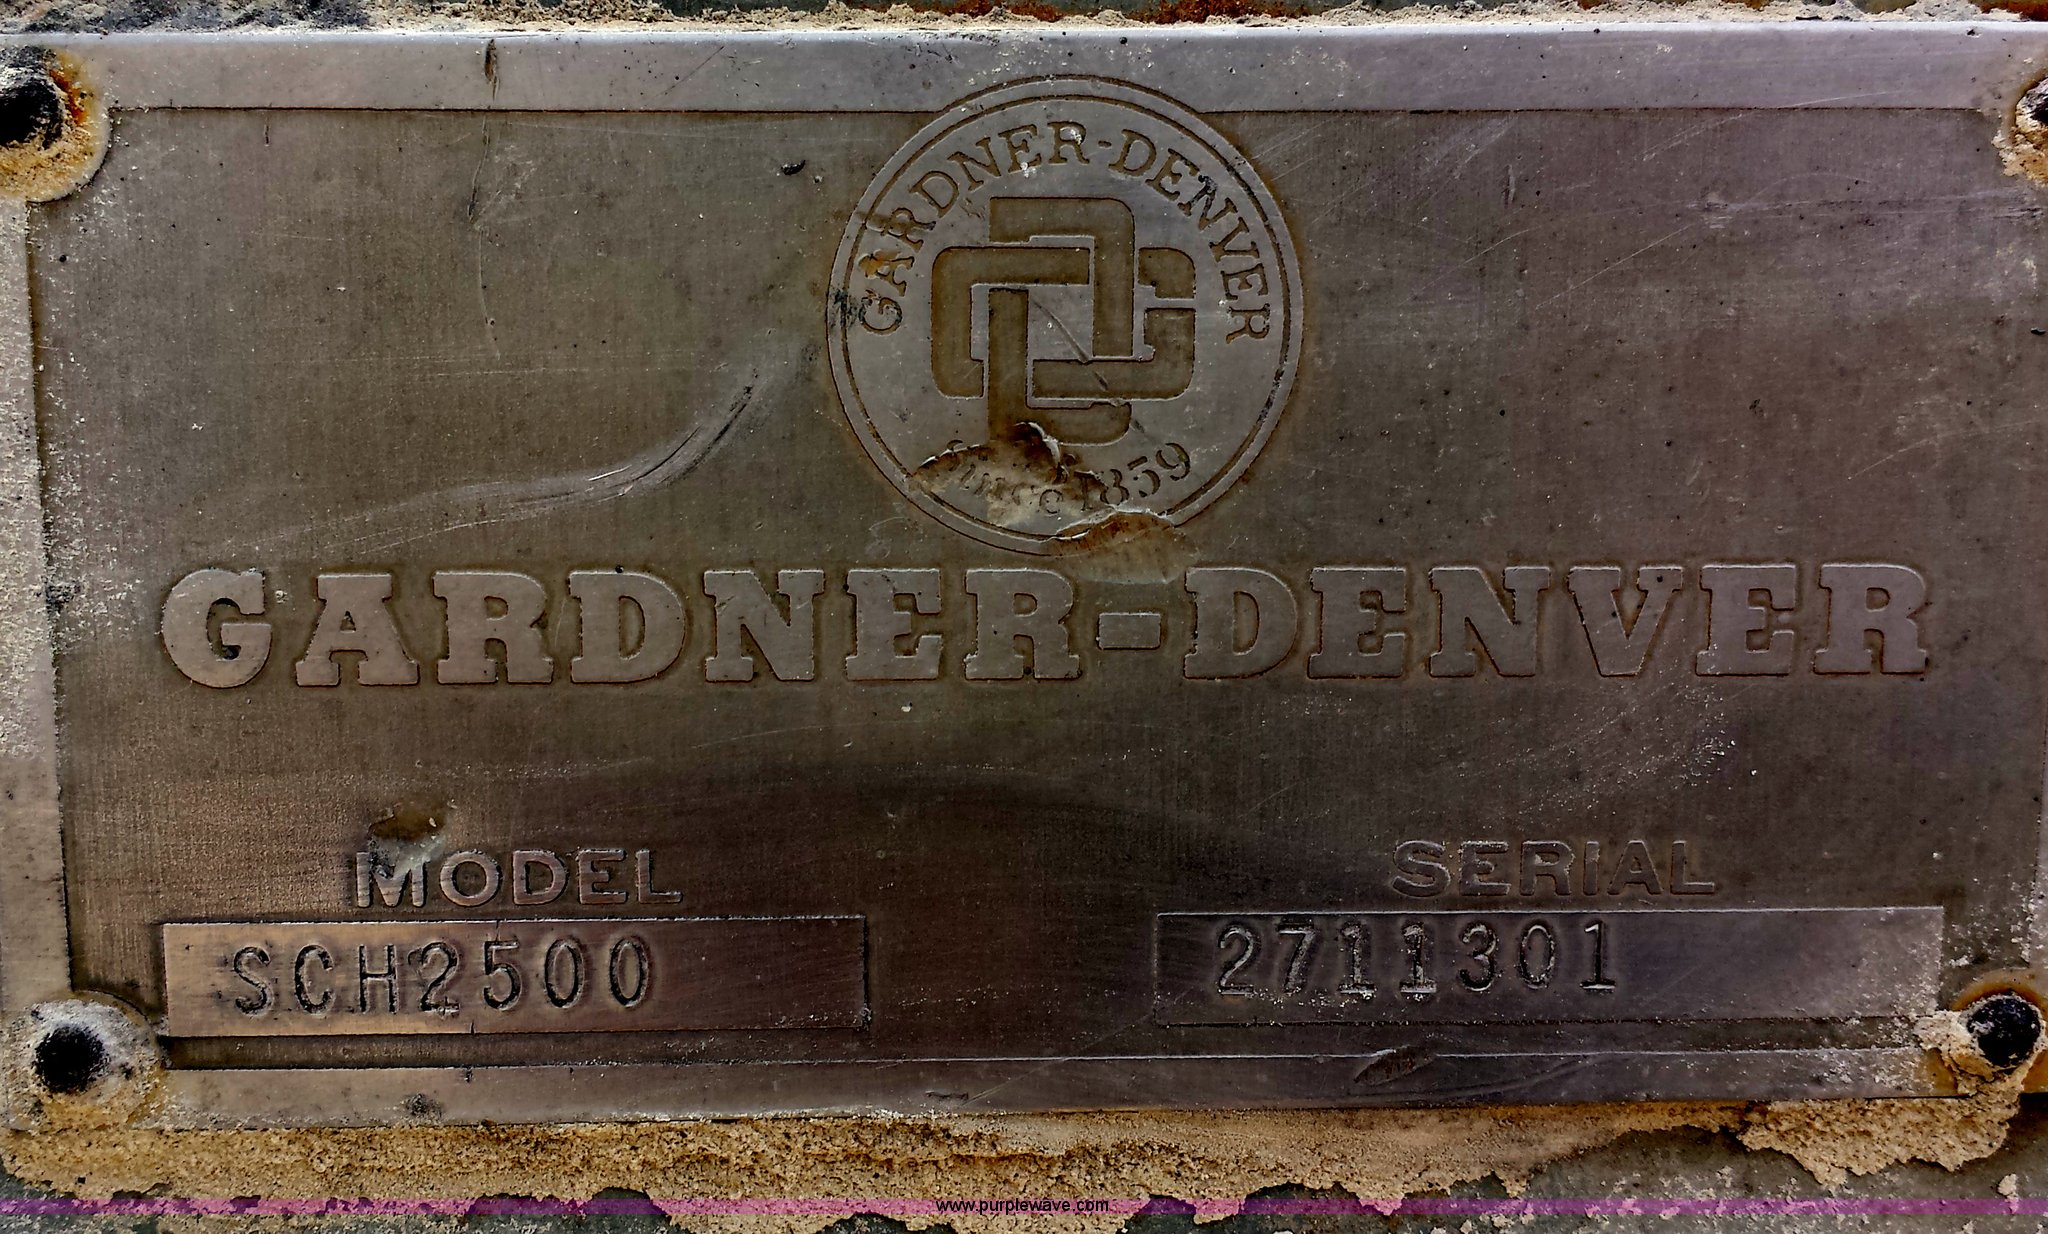 GARDNER-DENVER
Since 1859
GARDNER-DENVER
MODEL
SERIAL
SCH2500
2711301
www.purplewave.com